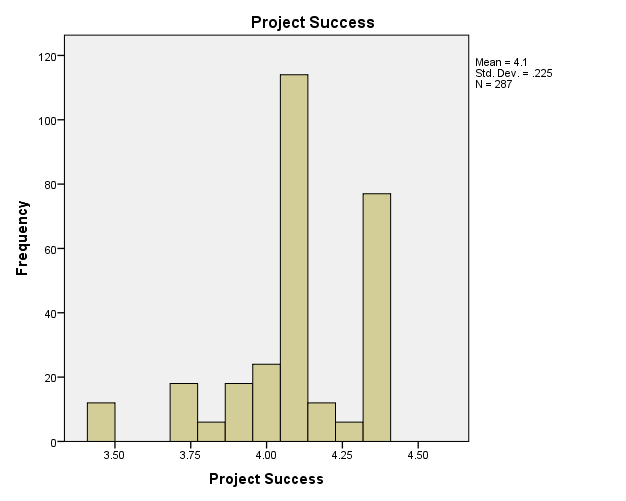 Project Success
Mean = 4.1
Std. Dev. = .225
N = 287
120
100
80
60
40
20
0
Frequency
3.50 3.75 4.00 4.25 4.50
Project Success